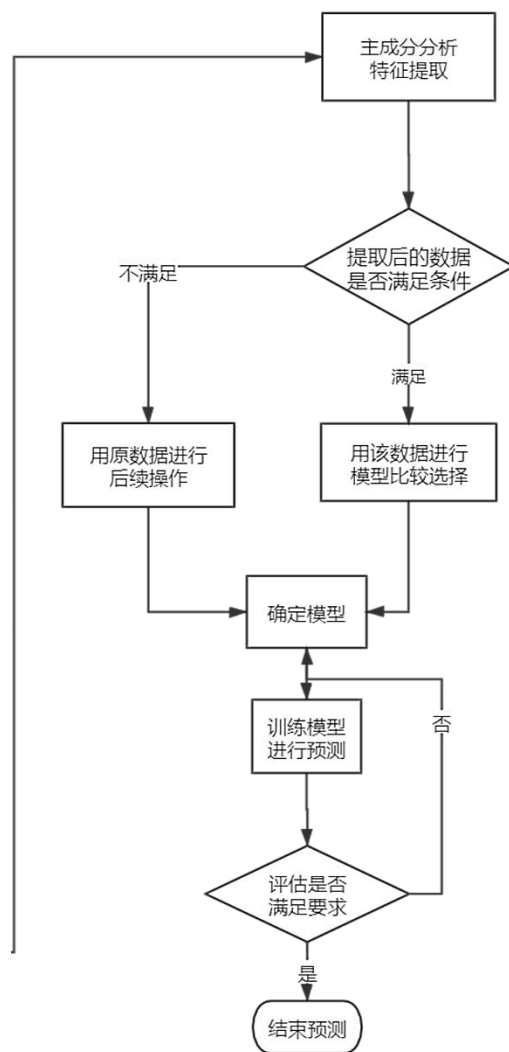 主成分分析
特征提取
提取后的数据
是否满足条件
不满足
满足
用原数据进行
后续操作
用该数据进行
模型比较选择
确定模型
训练模型
进行预测
否
评估是否
满足要求
是
结束预测